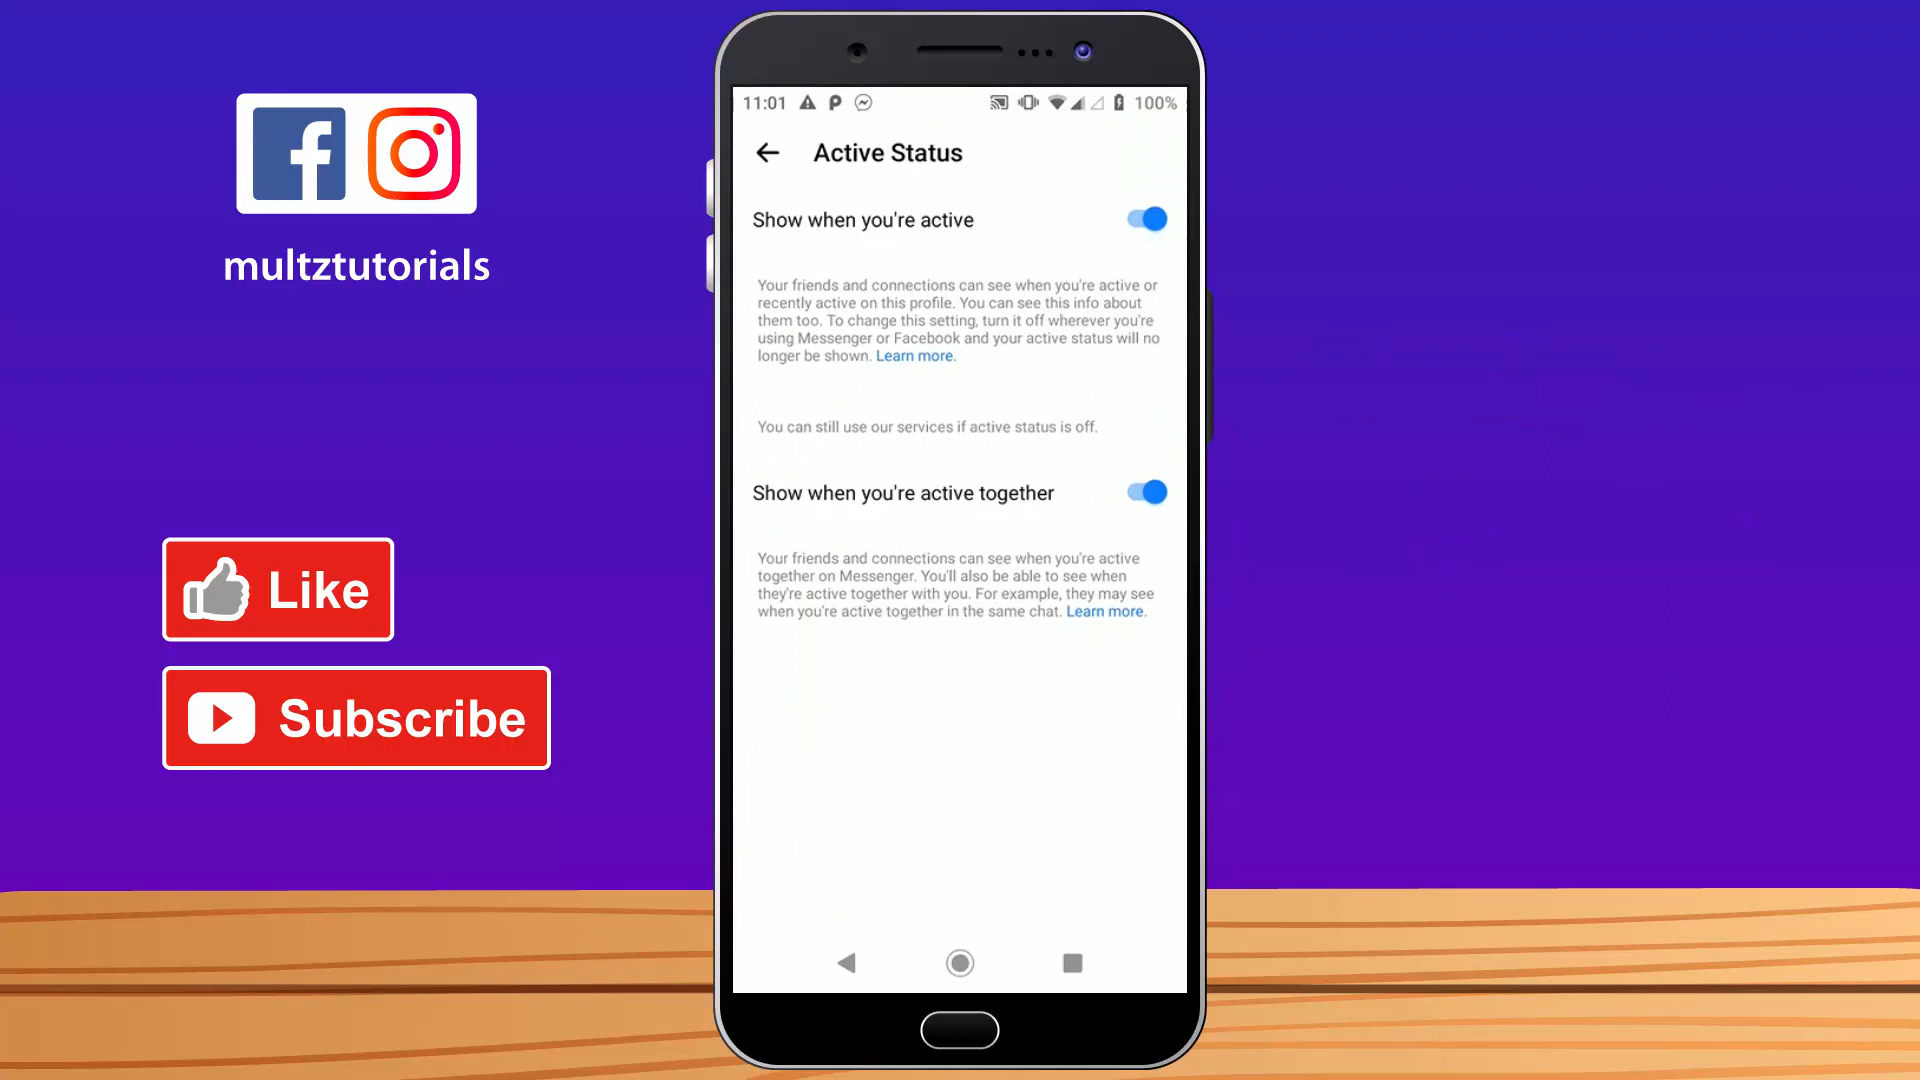 multztutorials
Like
Subscribe
11:01
100%
Active Status
Show when you're active
Your friends and connections can see when you're active or
recently active on this profile. You can see this info about
them too. To change this setting, turn it off wherever you're
using Messenger or Facebook and your active status will no
longer be shown. Learn more.
You can still use our services if active status is off.
Show when you're active together
Your friends and connections can see when you're active
together on Messenger. You'll also be able to see when
they're active together with you. For example, they may see
when you're active together in the same chat. Learn more.